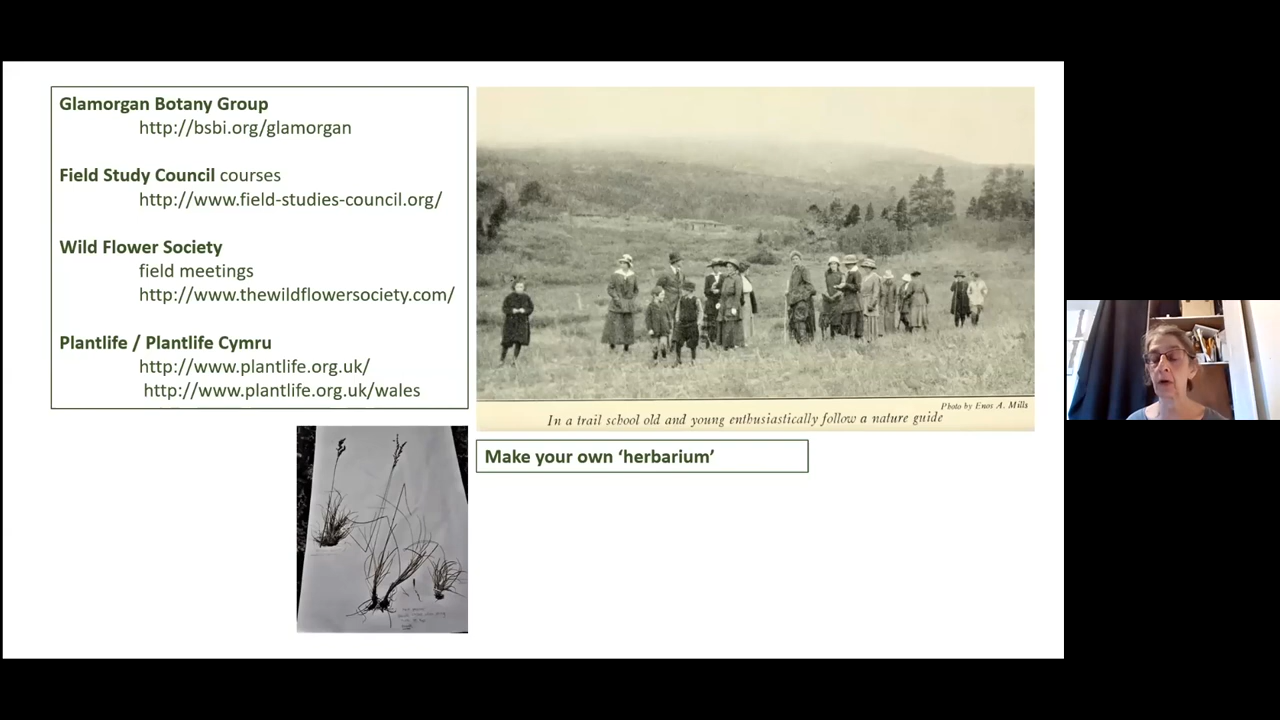 Glamorgan Botany Group
http://bsbi.org/glamorgan
Field Study Council courses
http://www.field-studies-council.org/
Wild Flower Society
field meetings
http://www.thewildflowersociety.com/
Plantlife / Plantlife Cymru
http://www.plantlife.org.uk/
http://www.plantlife.org.uk/wales
Photo by Enos A. Mills
In a trail school old and young enthusiastically follow a nature guide
Make your own ‘herbarium’